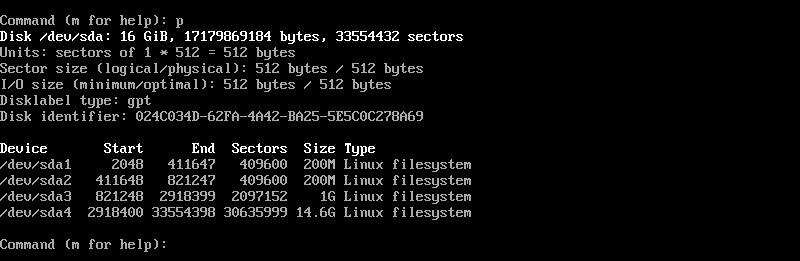 Command (m for help): p
Disk /dev/sda: 16 GiB, 17179869184 bytes, 33554432 sectors
Units: sectors of 1 * 512 = 512 bytes
Sector size (logical/physical): 512 bytes / 512 bytes
I/O size (minimum/optimal): 512 bytes / 512 bytes
Disklabel type: gpt
Disk identifier: 024C034D-62FA-4A42-BA25-5E5C0C278A69
Device Start End Sectors Size Type
/dev/sda1 2048 411647 409600 200M Linux filesystem
/dev/sda2 411648 821247 409600 200M Linux filesystem
/dev/sda3 821248 2918399 2097152 1G Linux filesystem
/dev/sda4 2918400 33554398 30635999 14.6G Linux filesystem
Command (m for help):